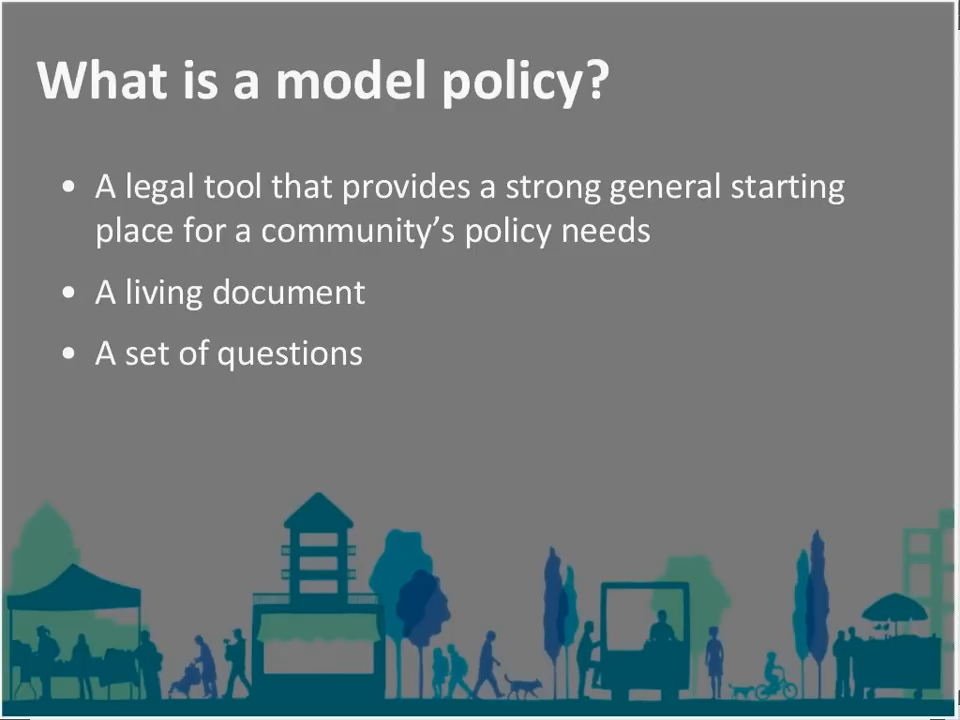 What is a model policy?
• A legal tool that provides a strong general starting
place for a community’s policy needs
• A living document
• A set of questions